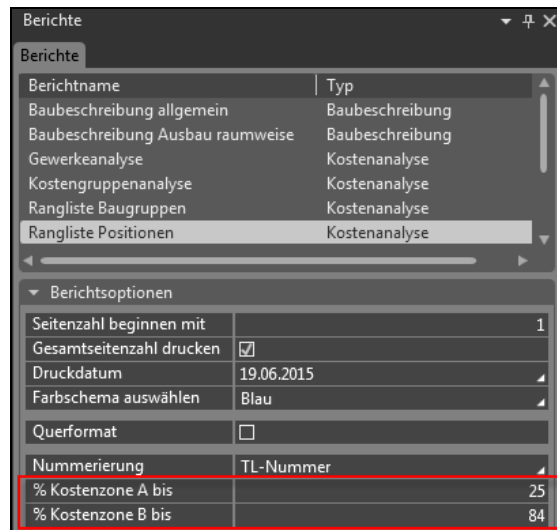 Berichte
Berichte
Berichtname Typ
Baubeschreibung allgemein Baubeschreibung
Baubeschreibung Ausbau raumweise Baubeschreibung
Gewerkeanalyse Kostenanalyse
Kostengruppenanalyse Kostenanalyse
Rangliste Baugruppen Kostenanalyse
Rangliste Positionen Kostenanalyse
Berichtsoptionen
Seitenzahl beginnen mit 1
Gesamtseitenzahl drucken
Druckdatum 19.06.2015
Farbschema auswählen Blau
Querformat
Nummerierung TL-Nummer
% Kostenzone A bis 25
% Kostenzone B bis 84